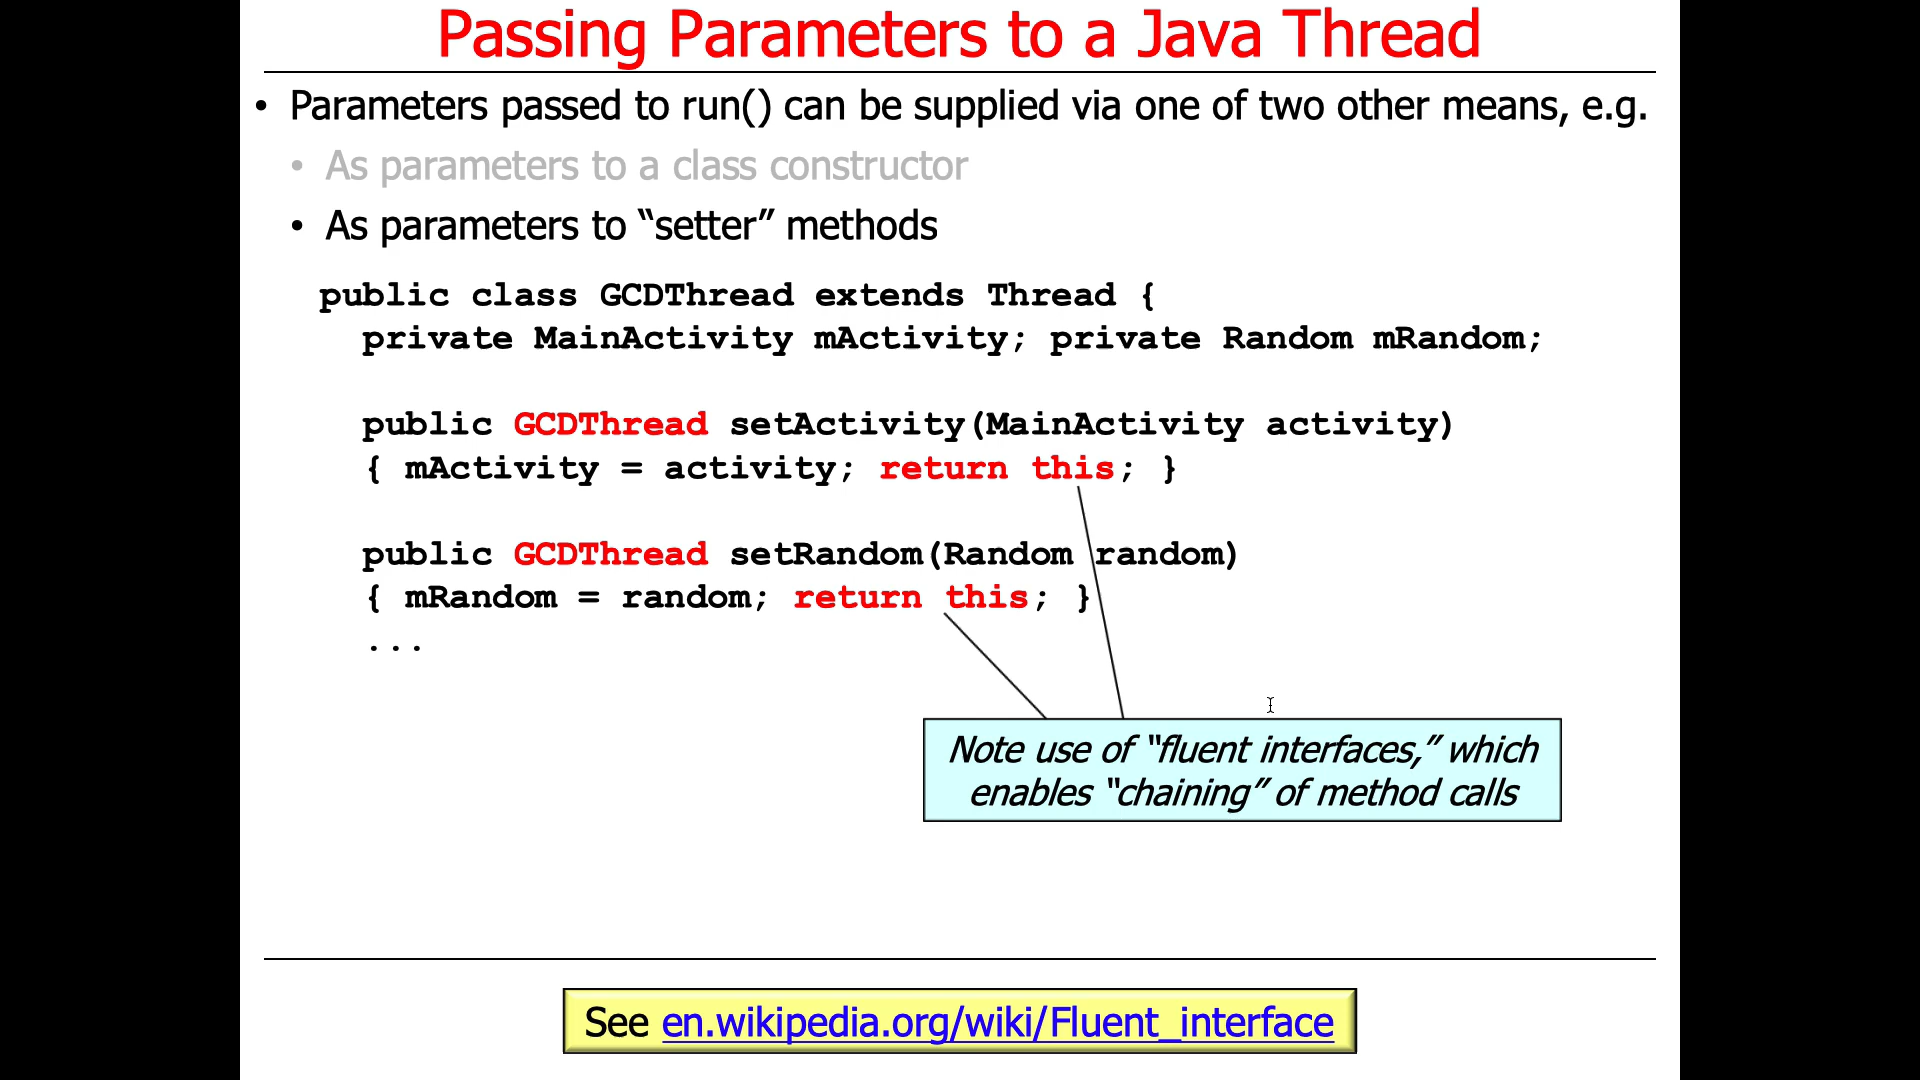 Passing Parameters to a Java Thread
• Parameters passed to run() can be supplied via one of two other means, e.g.
• As parameters to a class constructor
• As parameters to “setter” methods
public class GCDThread extends Thread {
private MainActivity mActivity; private Random mRandom;
public GCDThread setActivity(MainActivity activity)
{ mActivity = activity; return this; }
public GCDThread setRandom(Random random)
{ mRandom = random; return this; }
...
Note use of “fluent interfaces,” which
enables “chaining” of method calls
See en.wikipedia.org/wiki/Fluent_interface